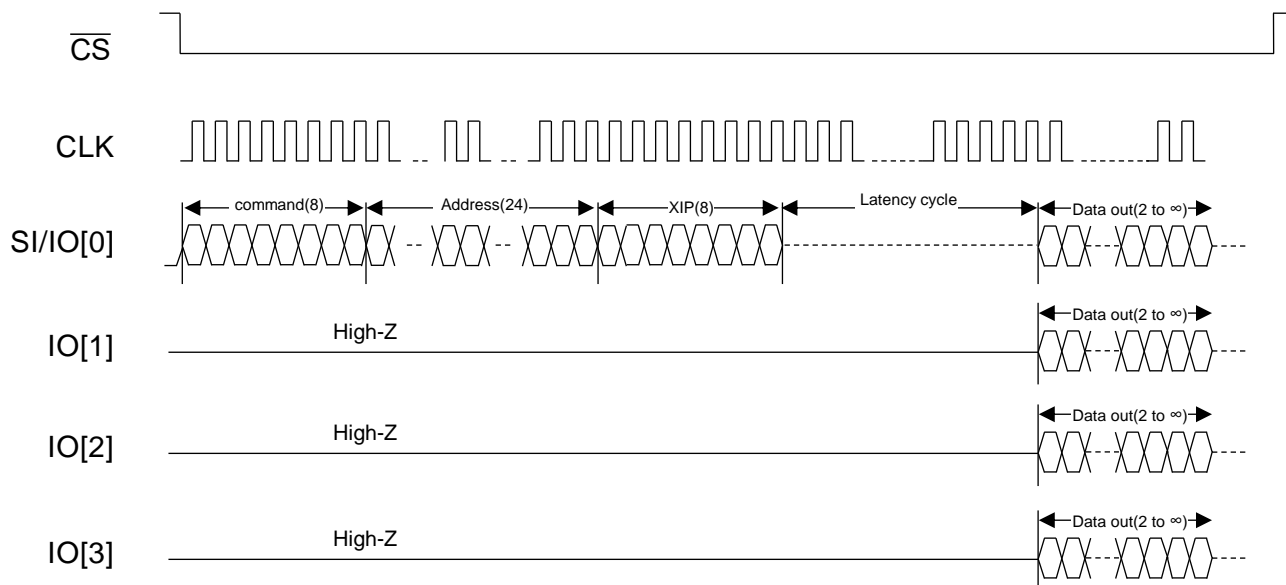 CS
CLK
command(8) Address(24) XIP(8) Latency cycle Data out(2 to ∞)
SI/IO[0]
Data out(2 to ∞)
High-Z
IO[1]
Data out(2 to ∞)
High-Z
IO[2]
Data out(2 to ∞)
High-Z
IO[3]